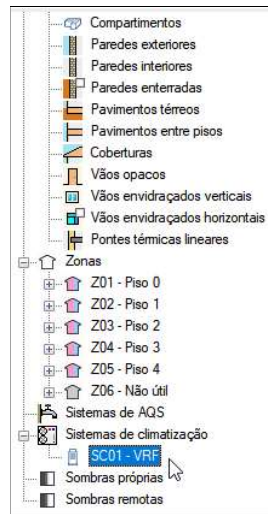 Compartimentos
Paredes exteriores
Paredes interiores
Paredes enterradas
Pavimentos térreos
Pavimentos entre pisos
Coberturas
Vãos opacos
Vãos envidraçados verticais
Vãos envidraçados horizontais
Pontes térmicas lineares
Zonas
Z01 - Piso 0
Z02 - Piso 1
Z03 - Piso 2
Z04 - Piso 3
Z05 - Piso 4
Z06 - Não útil
Sistemas de AQS
Sistemas de climatização
SC01 - VRF
Sombras próprias
Sombras remotas